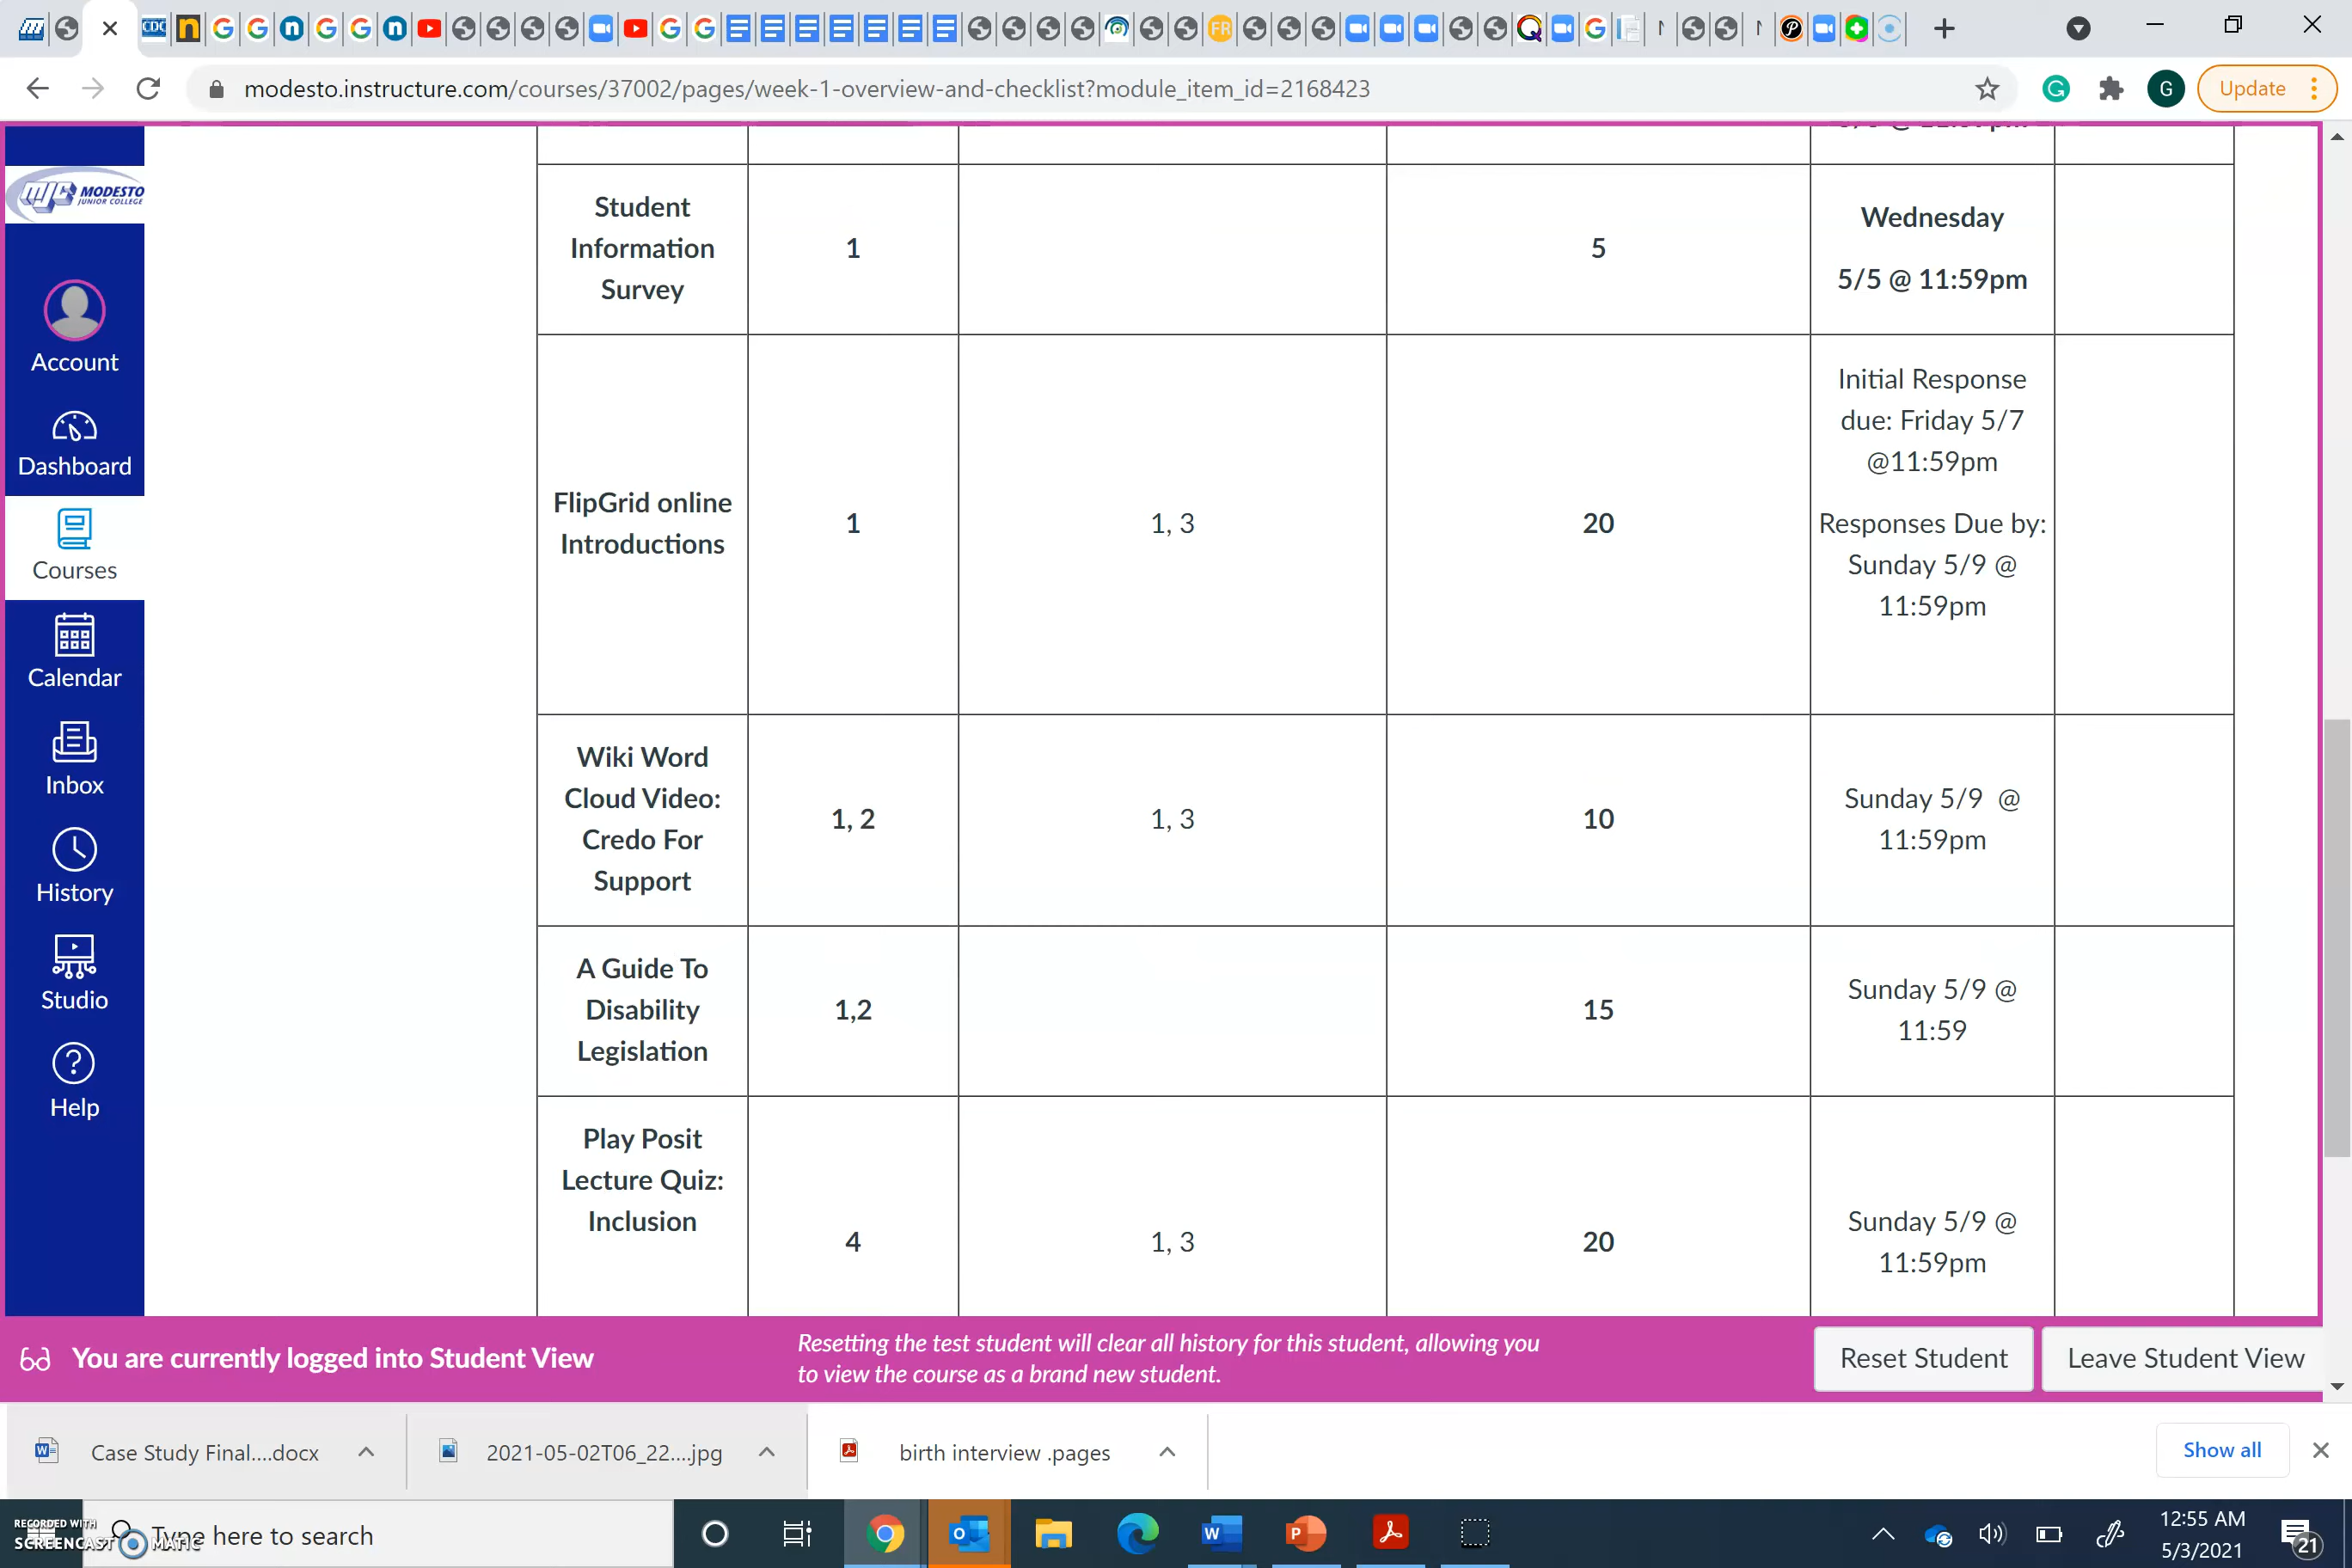 modesto.instructure.com/courses/37002/pages/week-1-overview-and-checklist?module_item_id=2168423
G
Update
MJC MODESTO
JUNIOR COLLEGE
Account
Dashboard
Courses
Calendar
Inbox
History
Studio
Help
Student
Information
Survey
1
5
Wednesday
5/5 @ 11:59pm
FlipGrid online
Introductions
1
1, 3
20
Initial Response
due: Friday 5/7
@11:59pm
Responses Due by:
Sunday 5/9 @
11:59pm
Wiki Word
Cloud Video:
Credo For
Support
1, 2
1, 3
10
Sunday 5/9 @
11:59pm
A Guide To
Disability
Legislation
1,2
15
Sunday 5/9 @
11:59
Play Posit
Lecture Quiz:
Inclusion
4
1, 3
20
Sunday 5/9 @
11:59pm
You are currently logged into Student View
Resetting the test student will clear all history for this student, allowing you
to view the course as a brand new student.
Reset Student
Leave Student View
Case Study Final....docx
2021-05-02T06_22....jpg
birth interview .pages
Show all
RECORDED WITH
SCREENCAST MATIC
Type here to search
12:55 AM
5/3/2021
21